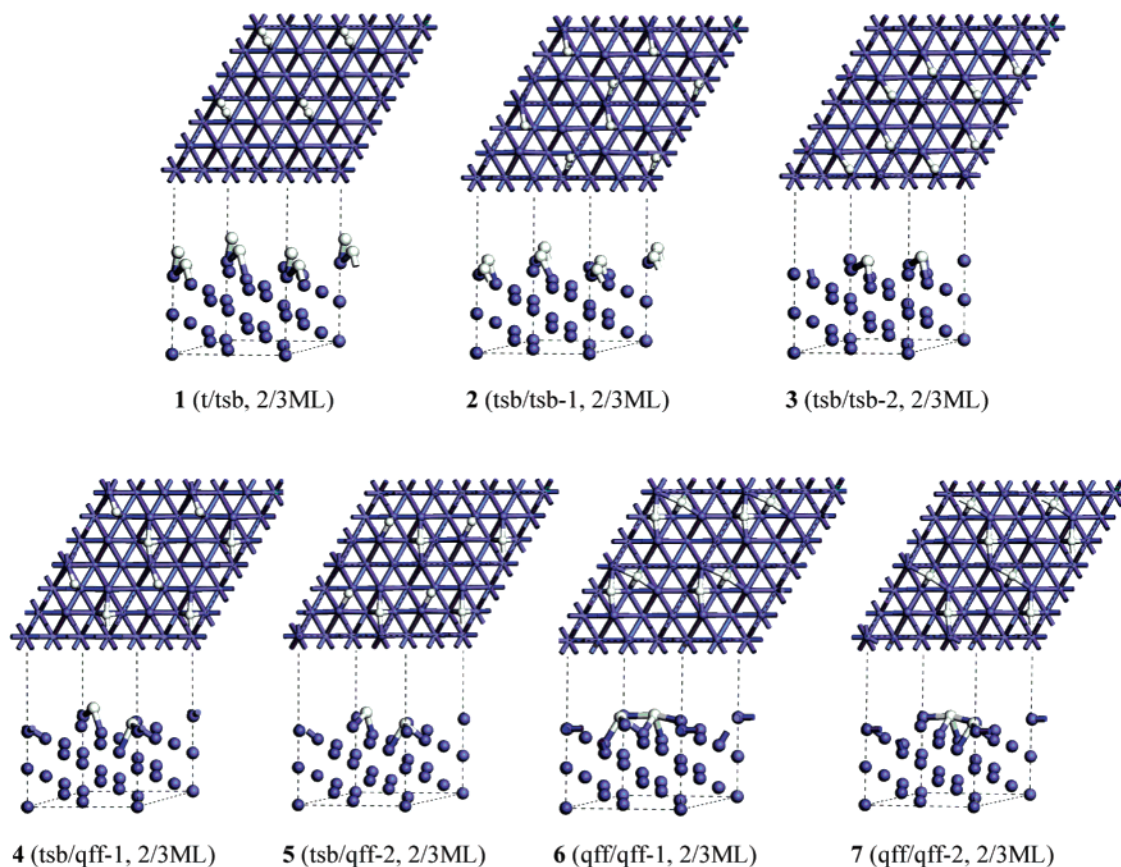 1 (t/tsb, 2/3ML)
2 (tsb/tsb-1, 2/3ML)
3 (tsb/tsb-2, 2/3ML)
4 (tsb/qff-1, 2/3ML)
5 (tsb/qff-2, 2/3ML)
6 (qff/qff-1, 2/3ML)
7 (qff/qff-2, 2/3ML)